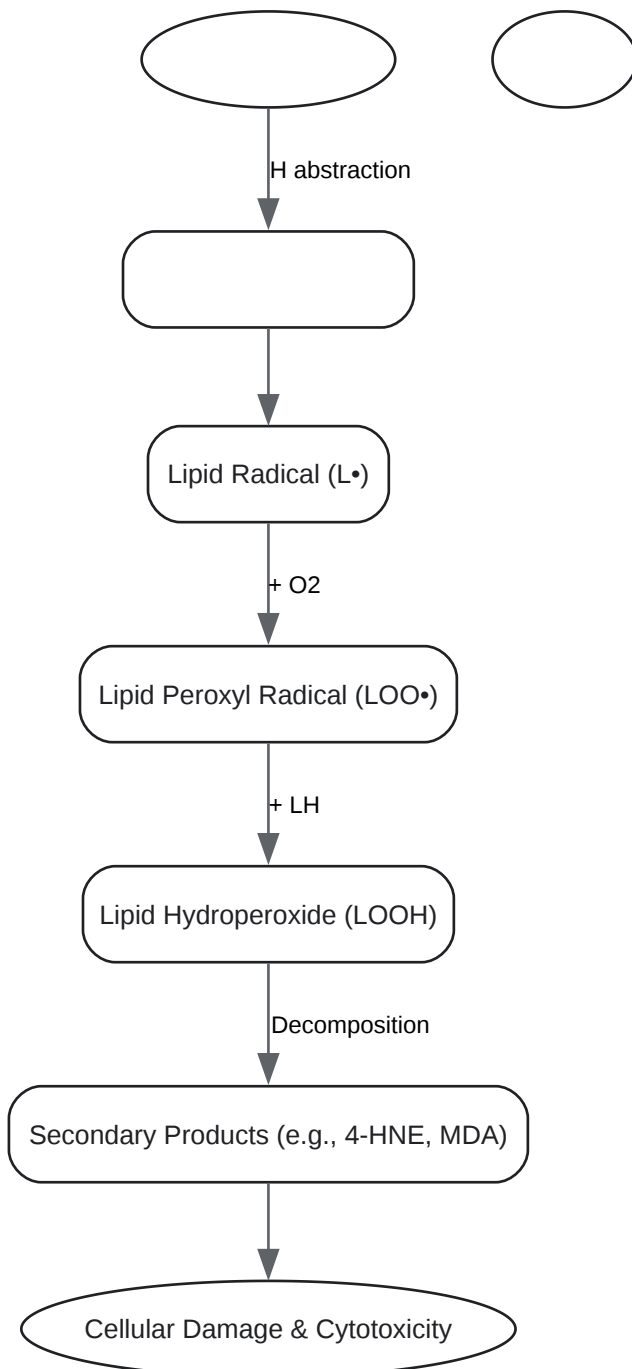 H abstraction
Lipid Radical (L•)
+ O2
Lipid Peroxyl Radical (LOO•)
+ LH
Lipid Hydroperoxide (LOOH)
Decomposition
Secondary Products (e.g., 4-HNE, MDA)
Cellular Damage & Cytotoxicity